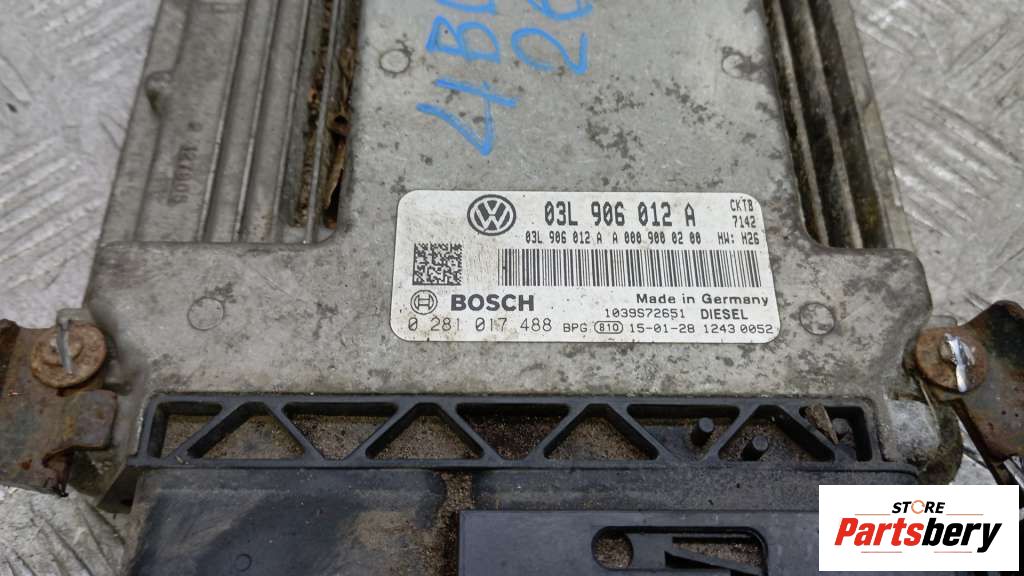 4B
26
03L 906 012 A
CKTB
7142
03L 906 012 A A 000 900 02 00 HW: H26
BOSCH
Made in Germany
1039S72651 DIESEL
0 281 017 488 BPG 810 15-01-28 1243 0052
STORE
Partsbery